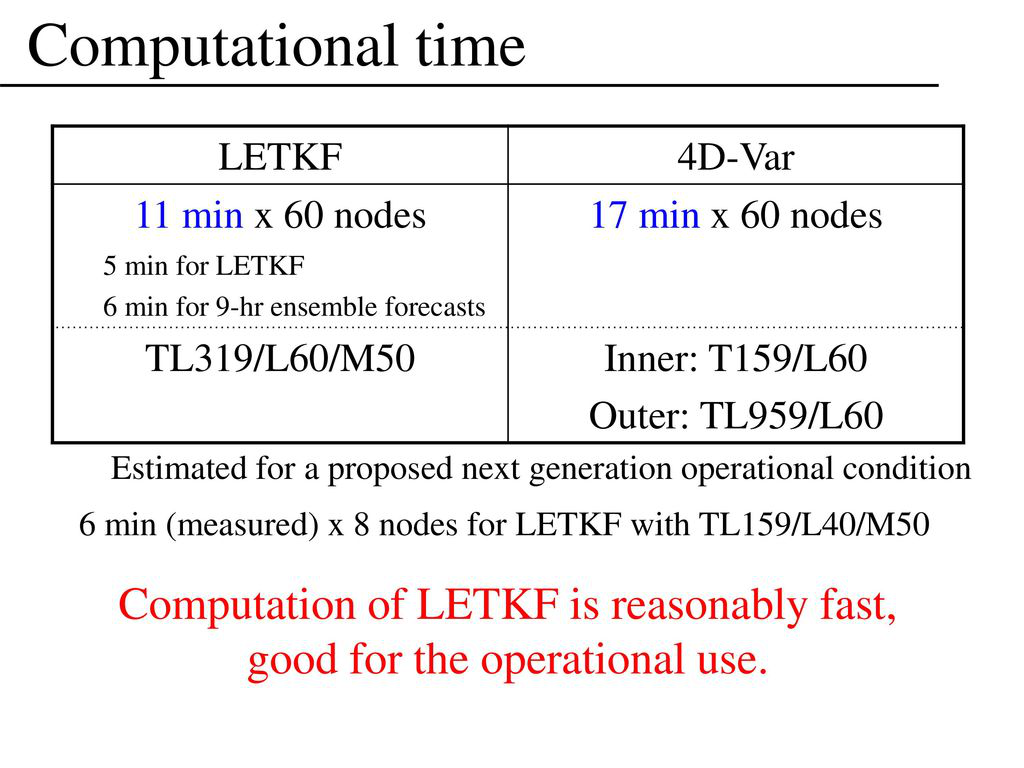 Computational time
LETKF
4D-Var
11 min x 60 nodes
17 min x 60 nodes
5 min for LETKF
6 min for 9-hr ensemble forecasts
TL319/L60/M50
Inner: T159/L60
Outer: TL959/L60
Estimated for a proposed next generation operational condition
6 min (measured) x 8 nodes for LETKF with TL159/L40/M50
Computation of LETKF is reasonably fast,
good for the operational use.